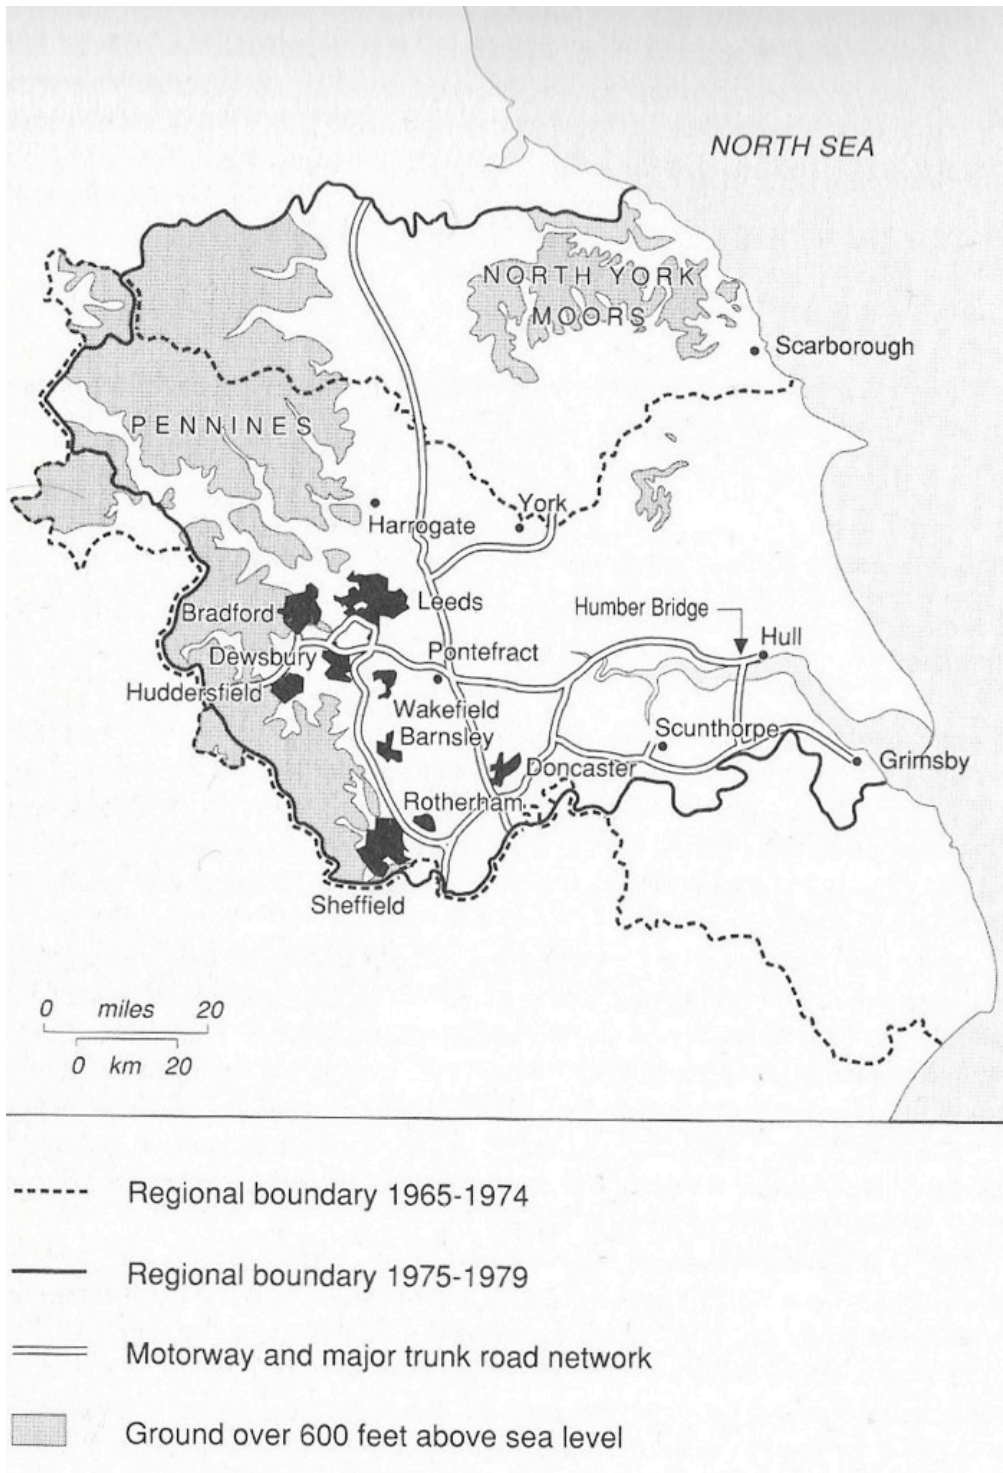 NORTH SEA
NORTH YORK
MOORS
Scarborough
PENNINES
York
Harrogate
Bradford
Leeds
Humber Bridge
Hull
Dewsbury
Pontefract
Huddersfield
Wakefield
Scunthorpe
Barnsley
Grimsby
Doncaster
Rotherham
Sheffield
0 miles 20
0 km 20
Regional boundary 1965-1974
Regional boundary 1975-1979
Motorway and major trunk road network
Ground over 600 feet above sea level